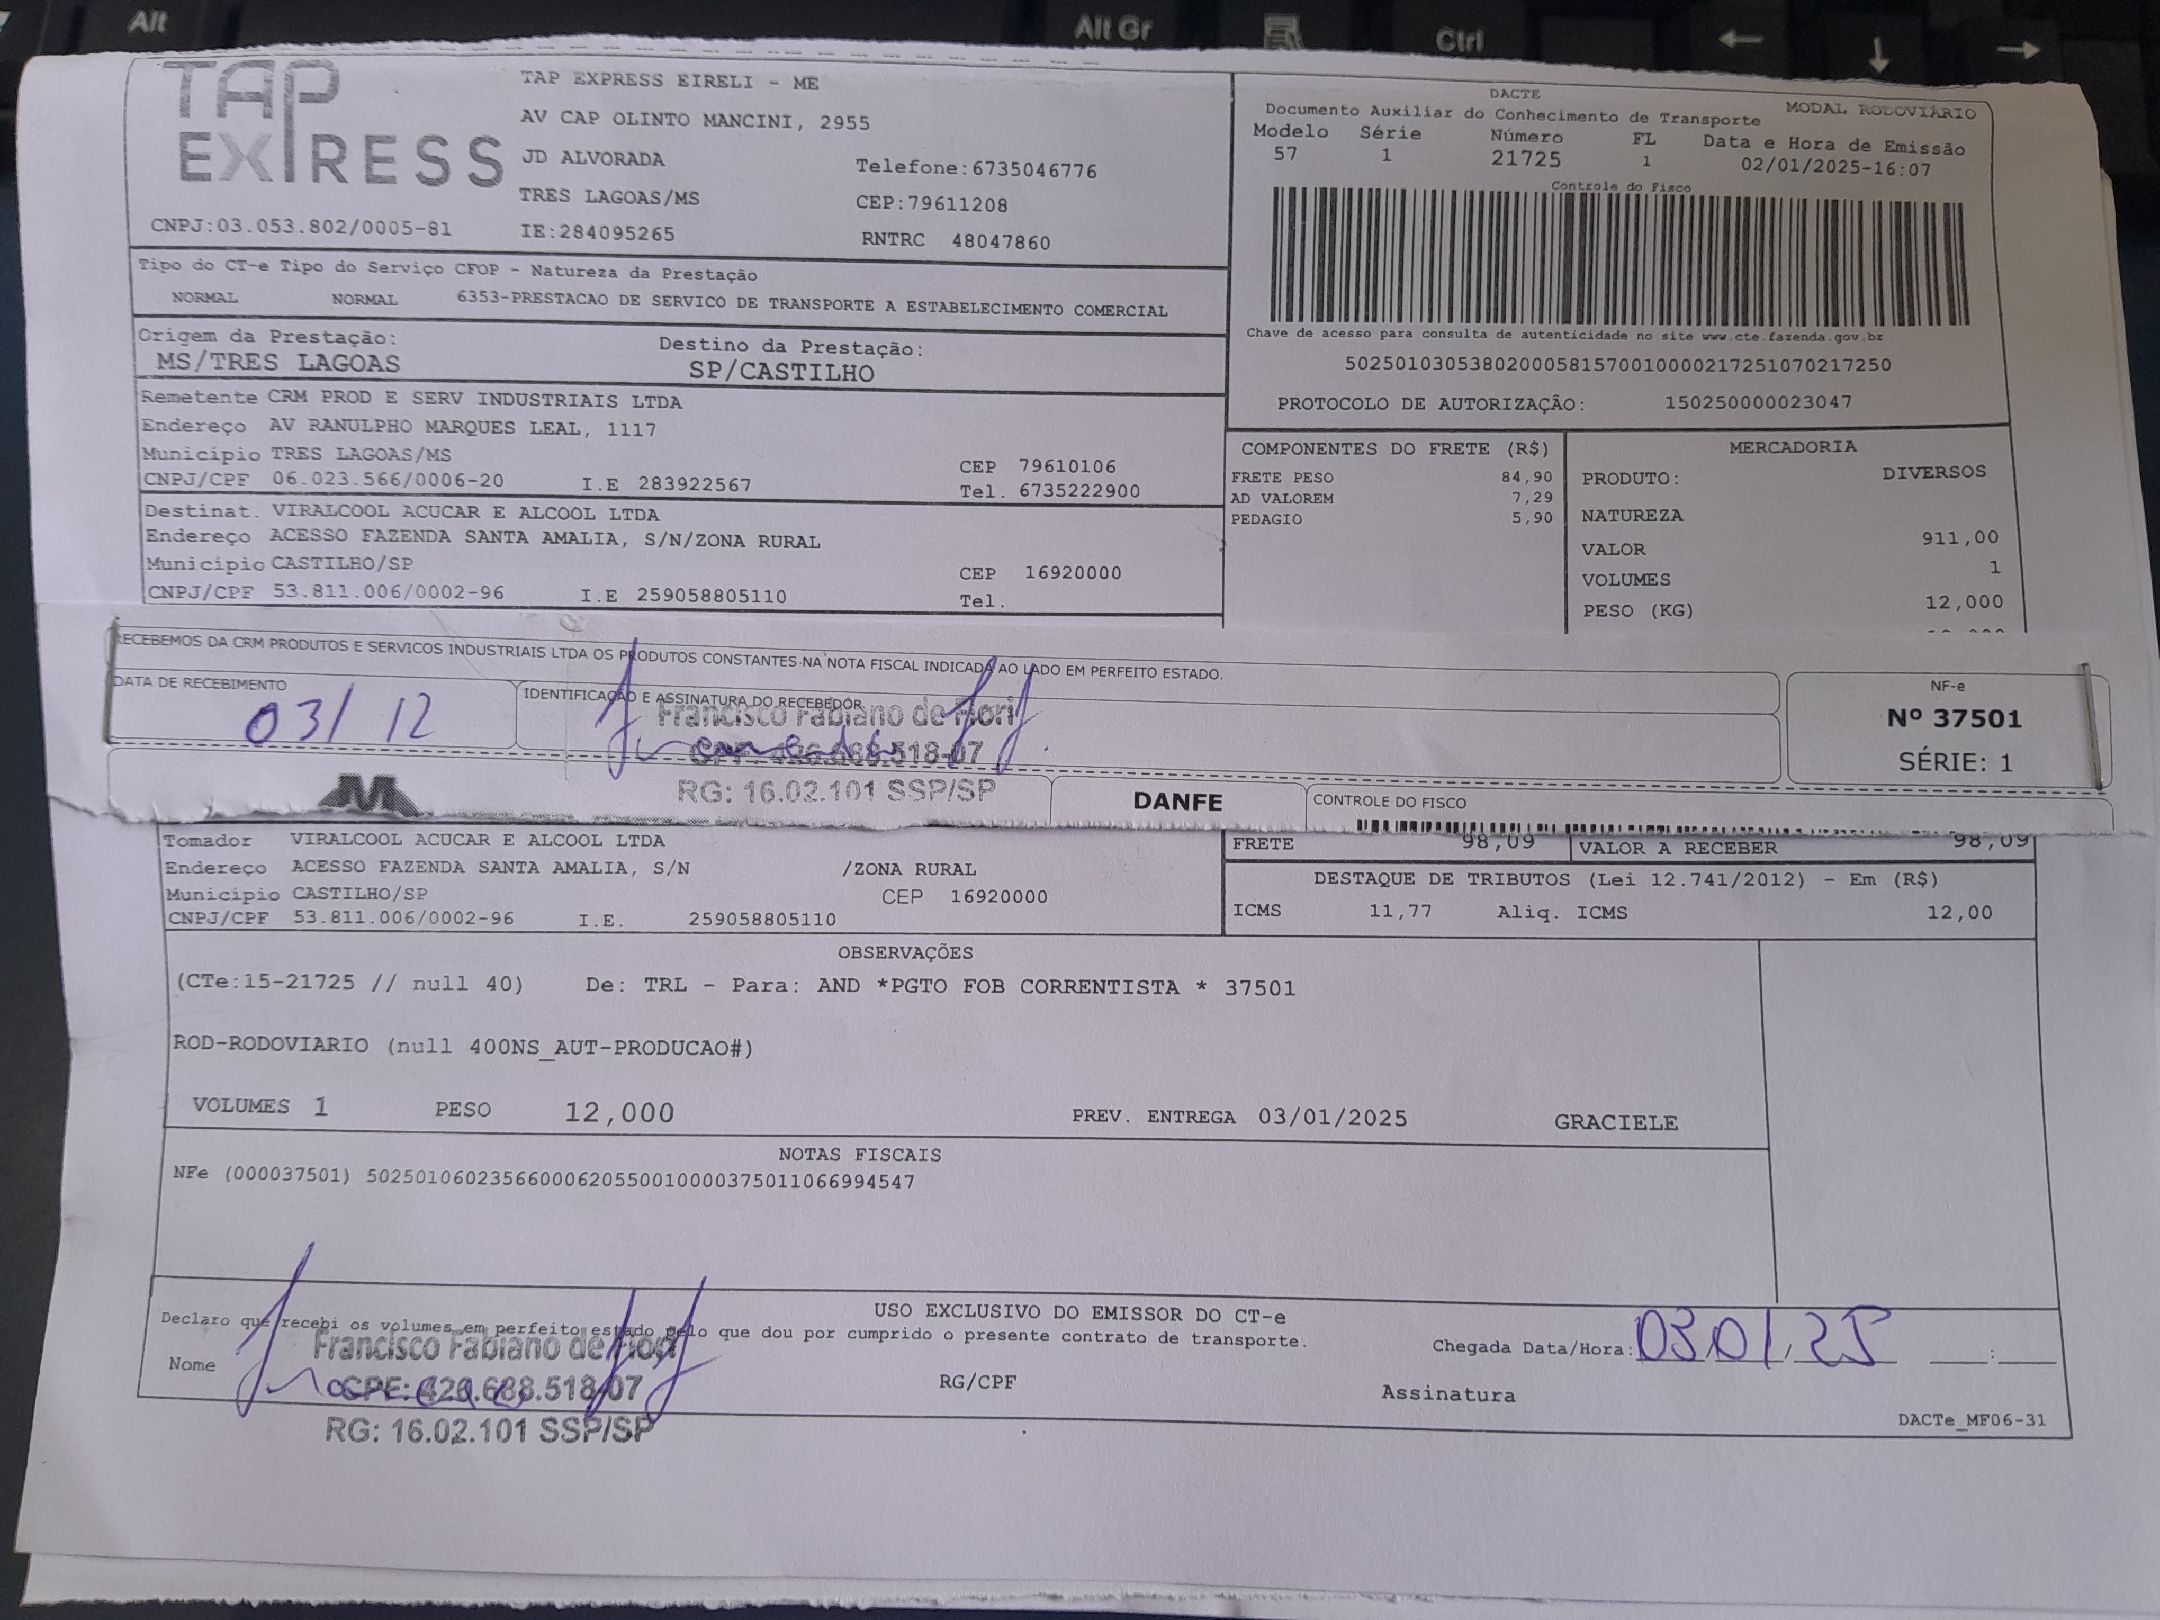 Alt
Alt Gr
Ctrl
TAP
EXPRESS
TAP EXPRESS EIRELI - ME
AV CAP OLINTO MANCINI, 2955
JD ALVORADA
Telefone:6735046776
TRES LAGOAS/MS
CEP:79611208
CNPJ:03.053.802/0005-81
IE:284095265
RNTRC 48047860
DACTE
Documento Auxiliar do Conhecimento de Transporte
MODAL RODOVIÁRIO
Modelo Série Número FL Data e Hora de Emissão
57 1 21725 1 02/01/2025-16:07
Controle do Fisco
Chave de acesso para consulta de autenticidade no site www.cte.fazenda.gov.br
50250103053802000581570010000217251070217250
PROTOCOLO DE AUTORIZAÇÃO: 150250000023047
Tipo do CT-e Tipo do Serviço CFOP - Natureza da Prestação
NORMAL NORMAL 6353-PRESTACAO DE SERVICO DE TRANSPORTE A ESTABELECIMENTO COMERCIAL
Origem da Prestação: Destino da Prestação:
MS/TRES LAGOAS SP/CASTILHO
Remetente CRM PROD E SERV INDUSTRIAIS LTDA
Endereço AV RANULPHO MARQUES LEAL, 1117
Município TRES LAGOAS/MS CEP 79610106
CNPJ/CPF 06.023.566/0006-20 I.E 283922567 Tel. 6735222900
Destinat. VIRALCOOL ACUCAR E ALCOOL LTDA
Endereço ACESSO FAZENDA SANTA AMALIA, S/N/ZONA RURAL
Município CASTILHO/SP CEP 16920000
CNPJ/CPF 53.811.006/0002-96 I.E 259058805110 Tel.
COMPONENTES DO FRETE (R$)
FRETE PESO 84,90
AD VALOREM 7,29
PEDAGIO 5,90
MERCADORIA
PRODUTO: DIVERSOS
NATUREZA
VALOR 911,00
VOLUMES 1
PESO (KG) 12,000
RECEBEMOS DA CRM PRODUTOS E SERVICOS INDUSTRIAIS LTDA OS PRODUTOS CONSTANTES NA NOTA FISCAL INDICADA AO LADO EM PERFEITO ESTADO.
DATA DE RECEBIMENTO
03/ 12
IDENTIFICAÇÃO E ASSINATURA DO RECEBEDOR
Francisco Fabiano de Fiori
CPF: 426.688.518-07
RG: 16.02.101 SSP/SP
NF-e
Nº 37501
SÉRIE: 1
DANFE
CONTROLE DO FISCO
Tomador VIRALCOOL ACUCAR E ALCOOL LTDA
Endereço ACESSO FAZENDA SANTA AMALIA, S/N /ZONA RURAL
Município CASTILHO/SP CEP 16920000
CNPJ/CPF 53.811.006/0002-96 I.E. 259058805110
FRETE 98,09 VALOR A RECEBER 98,09
DESTAQUE DE TRIBUTOS (Lei 12.741/2012) - Em (R$)
ICMS 11,77 Aliq. ICMS 12,00
OBSERVAÇÕES
(CTe:15-21725 // null 40) De: TRL - Para: AND *PGTO FOB CORRENTISTA * 37501
ROD-RODOVIARIO (null 400NS_AUT-PRODUCAO#)
VOLUMES 1 PESO 12,000 PREV. ENTREGA 03/01/2025 GRACIELE
NOTAS FISCAIS
NFe (000037501) 50250106023566000620550010000375011066994547
USO EXCLUSIVO DO EMISSOR DO CT-e
Declaro que recebi os volumes em perfeito estado pelo que dou por cumprido o presente contrato de transporte.
Chegada Data/Hora: 03 01 25 :
Nome
Francisco Fabiano de Fiori
CPF: 426.688.518-07
RG: 16.02.101 SSP/SP
RG/CPF
Assinatura
DACTe_MF06-31